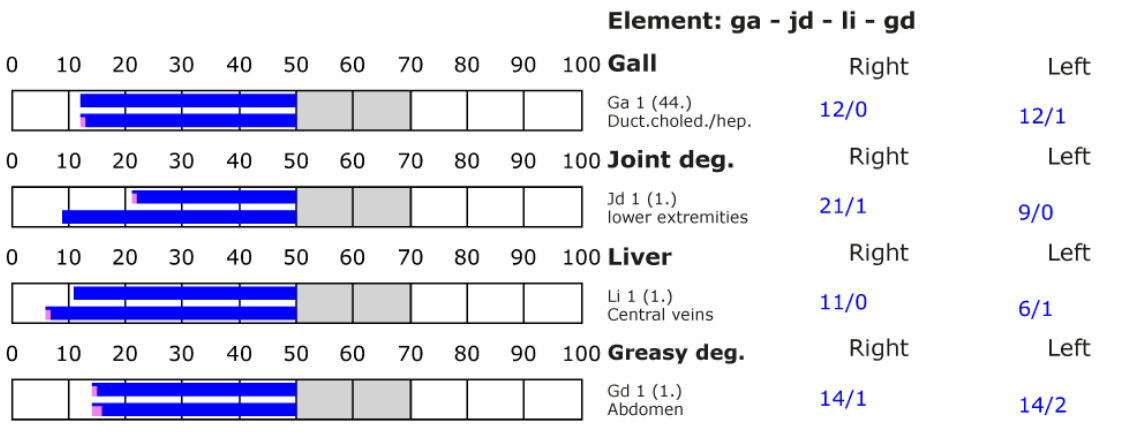 Element: ga - jd - li - gd
0 10 20 30 40 50 60 70 80 90 100 Gall Right Left
Ga 1 (44.)
Duct.choled./hep.
12/0 12/1
0 10 20 30 40 50 60 70 80 90 100 Joint deg. Right Left
Jd 1 (1.)
lower extremities
21/1 9/0
0 10 20 30 40 50 60 70 80 90 100 Liver Right Left
Li 1 (1.)
Central veins
11/0 6/1
0 10 20 30 40 50 60 70 80 90 100 Greasy deg. Right Left
Gd 1 (1.)
Abdomen
14/1 14/2